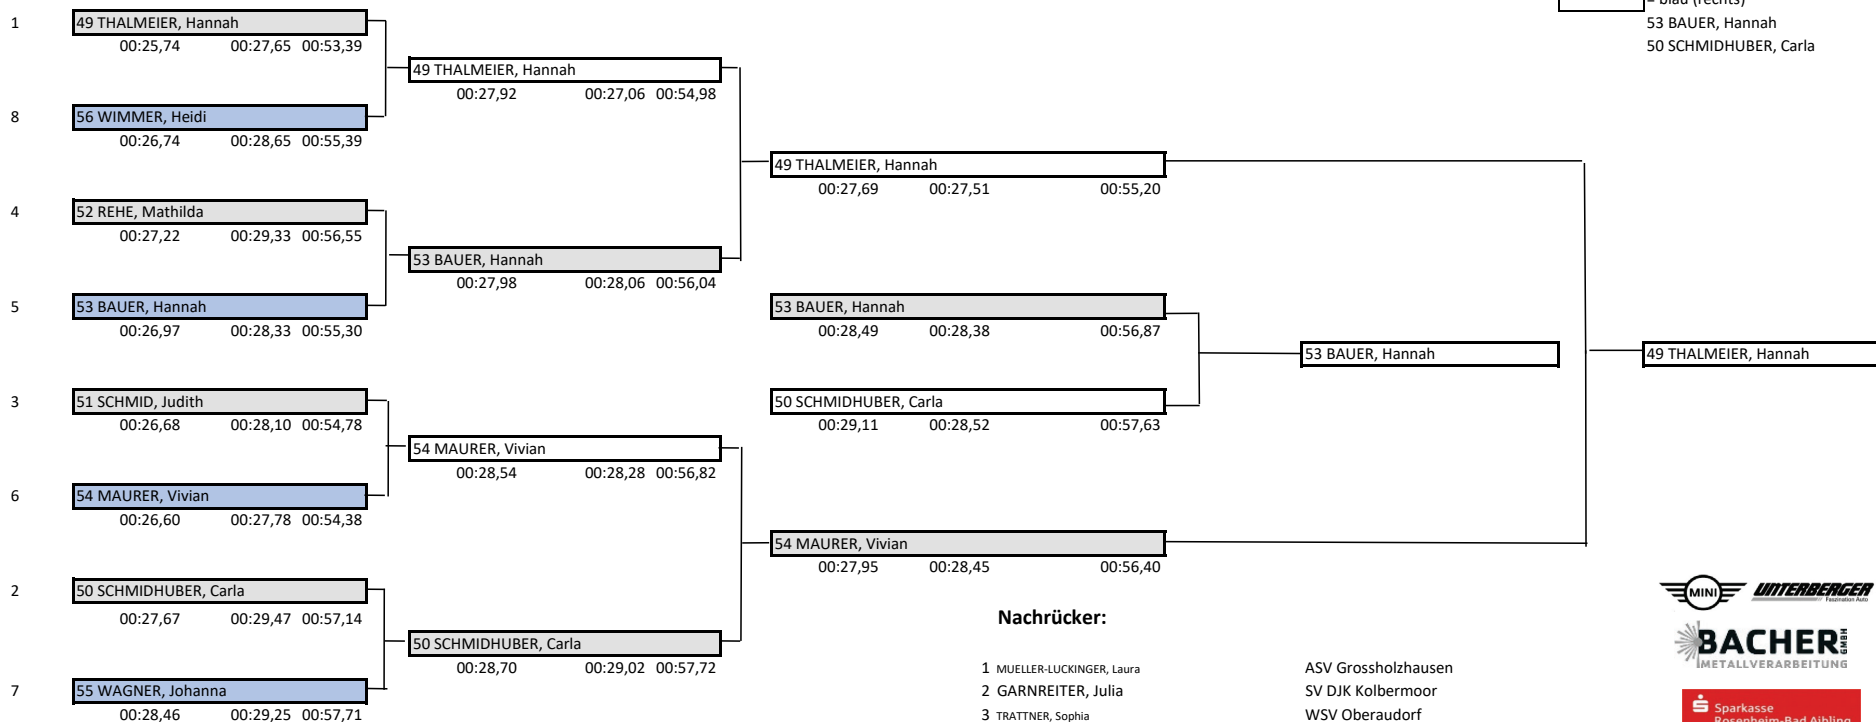 = blau (rechts)
1 49 THALMEIER, Hannah
00:25,74 00:27,65 00:53,39
53 BAUER, Hannah
50 SCHMIDHUBER, Carla
49 THALMEIER, Hannah
00:27,92 00:27,06 00:54,98
8 56 WIMMER, Heidi
00:26,74 00:28,65 00:55,39
49 THALMEIER, Hannah
00:27,69 00:27,51 00:55,20
4 52 REHE, Mathilda
00:27,22 00:29,33 00:56,55
53 BAUER, Hannah
00:27,98 00:28,06 00:56,04
5 53 BAUER, Hannah
00:26,97 00:28,33 00:55,30
53 BAUER, Hannah
00:28,49 00:28,38 00:56,87
53 BAUER, Hannah
49 THALMEIER, Hannah
3 51 SCHMID, Judith
00:26,68 00:28,10 00:54,78
50 SCHMIDHUBER, Carla
00:29,11 00:28,52 00:57,63
54 MAURER, Vivian
00:28,54 00:28,28 00:56,82
6 54 MAURER, Vivian
00:26,60 00:27,78 00:54,38
54 MAURER, Vivian
00:27,95 00:28,45 00:56,40
2 50 SCHMIDHUBER, Carla
00:27,67 00:29,47 00:57,14
50 SCHMIDHUBER, Carla
00:28,70 00:29,02 00:57,72
7 55 WAGNER, Johanna
00:28,46 00:29,25 00:57,71
Nachrücker:
1 MUELLER-LUCKINGER, Laura ASV Grossholzhausen
2 GARNREITER, Julia SV DJK Kolbermoor
3 TRATTNER, Sophia WSV Oberaudorf
MINI UNTERBERGER
Faszination Auto
BACHER GMBH
METALLVERARBEITUNG
Sparkasse
Rosenheim-Bad Aibling